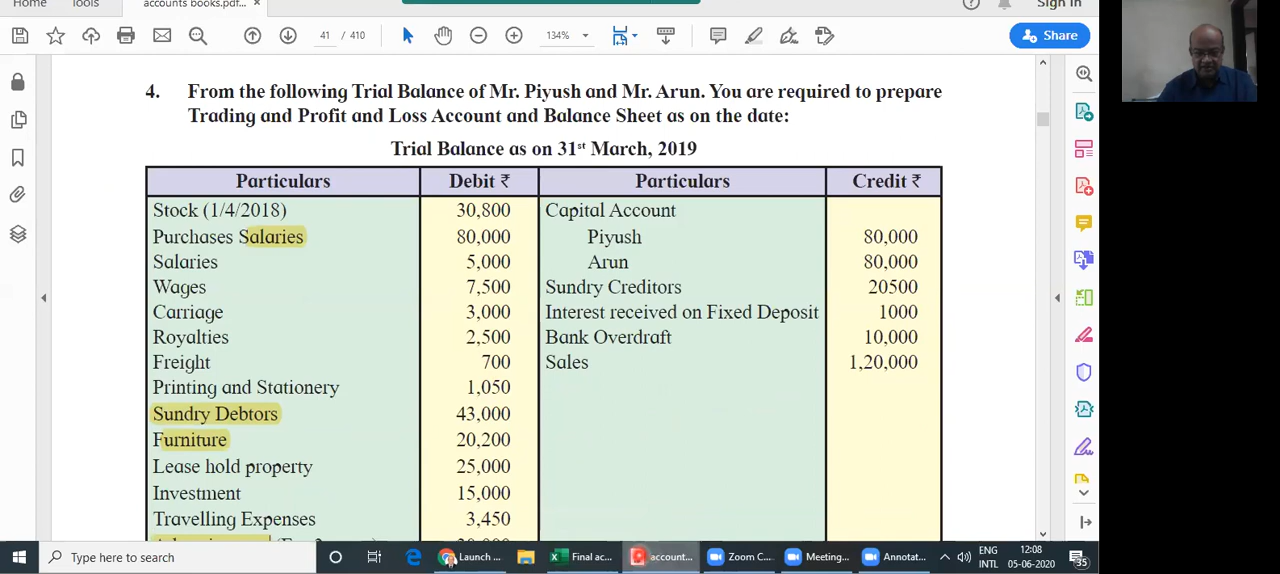 Home Tools accounts books.pdf... × Sign In
41 / 410 134% Share
4. From the following Trial Balance of Mr. Piyush and Mr. Arun. You are required to prepare
Trading and Profit and Loss Account and Balance Sheet as on the date:
Trial Balance as on 31st March, 2019
Particulars Debit ₹ Particulars Credit ₹
Stock (1/4/2018) 30,800 Capital Account
Purchases Salaries 80,000 Piyush 80,000
Salaries 5,000 Arun 80,000
Wages 7,500 Sundry Creditors 20500
Carriage 3,000 Interest received on Fixed Deposit 1000
Royalties 2,500 Bank Overdraft 10,000
Freight 700 Sales 1,20,000
Printing and Stationery 1,050
Sundry Debtors 43,000
Furniture 20,200
Lease hold property 25,000
Investment 15,000
Travelling Expenses 3,450
Type here to search Launch ... Final ac... account... Zoom C... Meeting... Annotat... ENG 12:08
INTL 05-06-2020 35